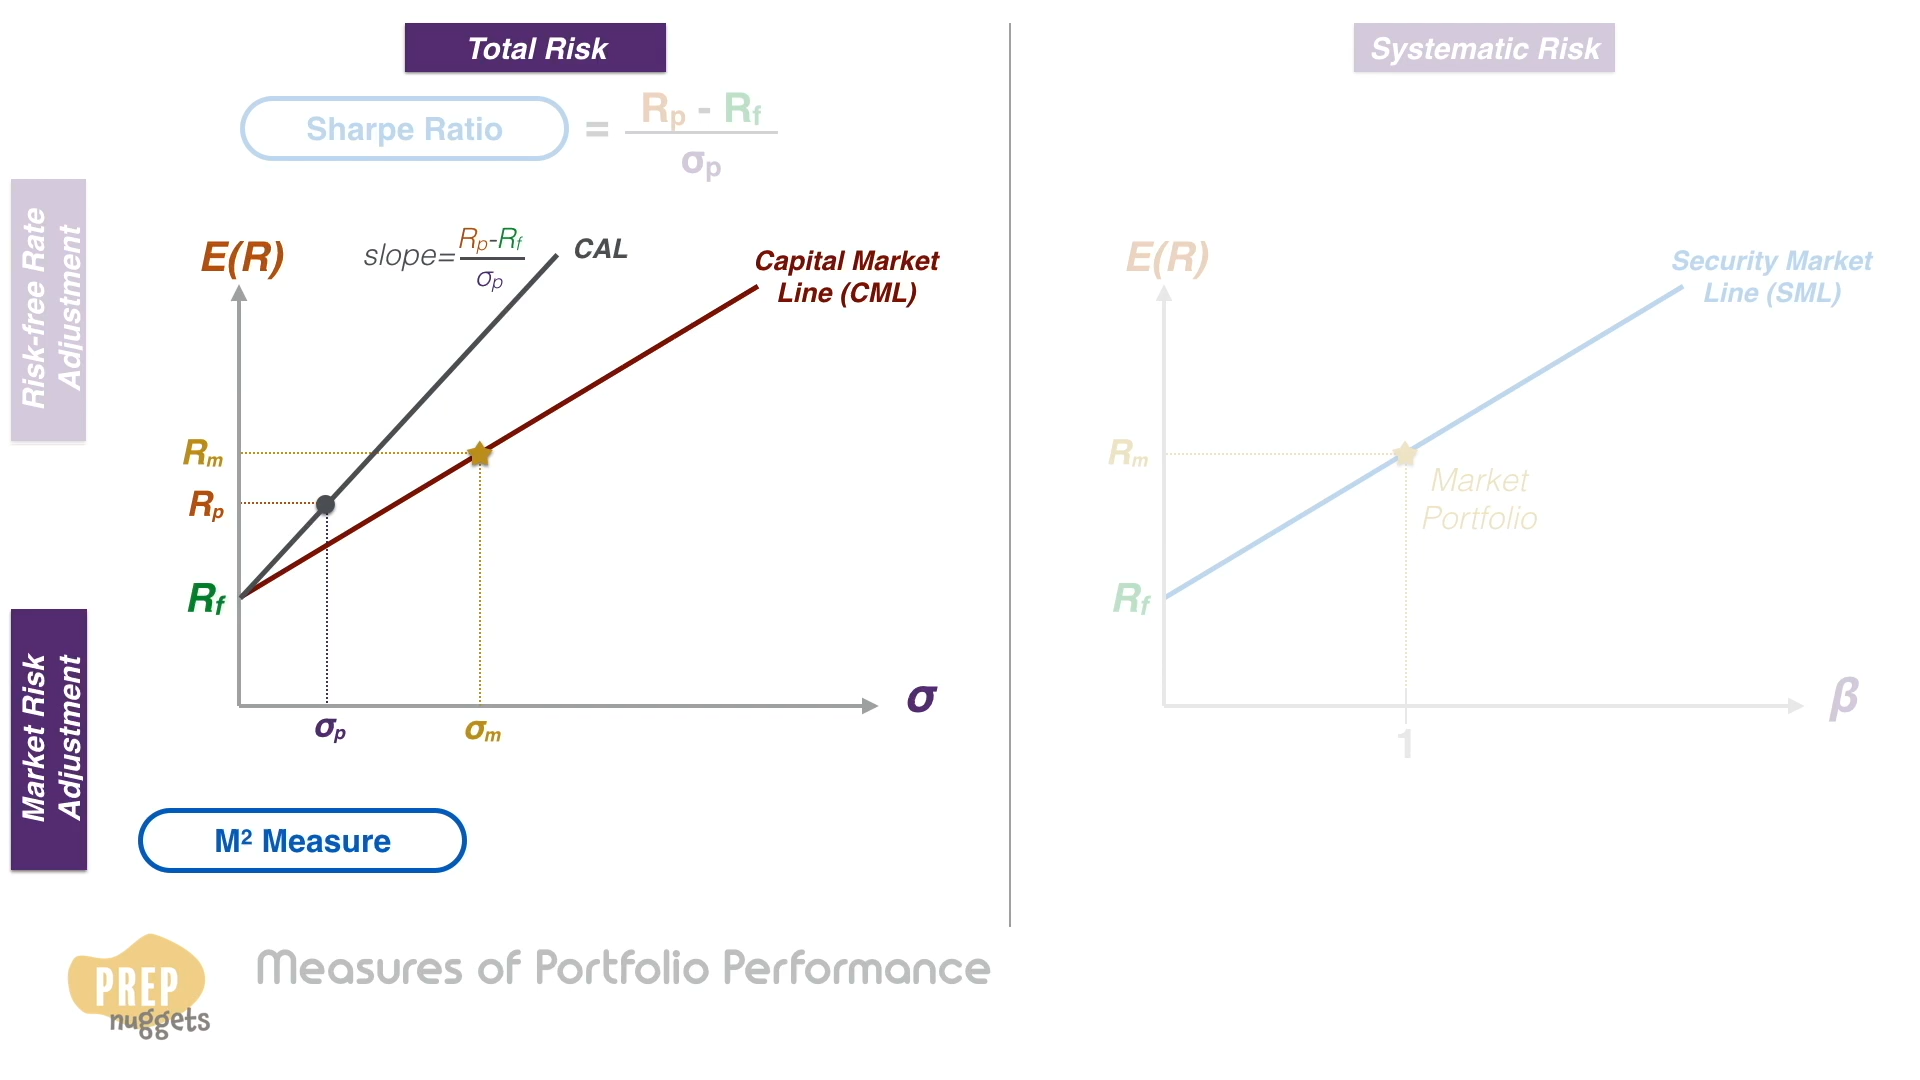 Total Risk
Systematic Risk
Sharpe Ratio = Rp - Rf
σp
Risk-free Rate
Adjustment
E(R)
slope= Rp-Rf
σp
CAL
Capital Market
Line (CML)
Rm
Rp
Rf
σp
σm
σ
E(R)
Security Market
Line (SML)
Rm
Market
Portfolio
Rf
1
β
Market Risk
Adjustment
M² Measure
PREP
nuggets
Measures of Portfolio Performance